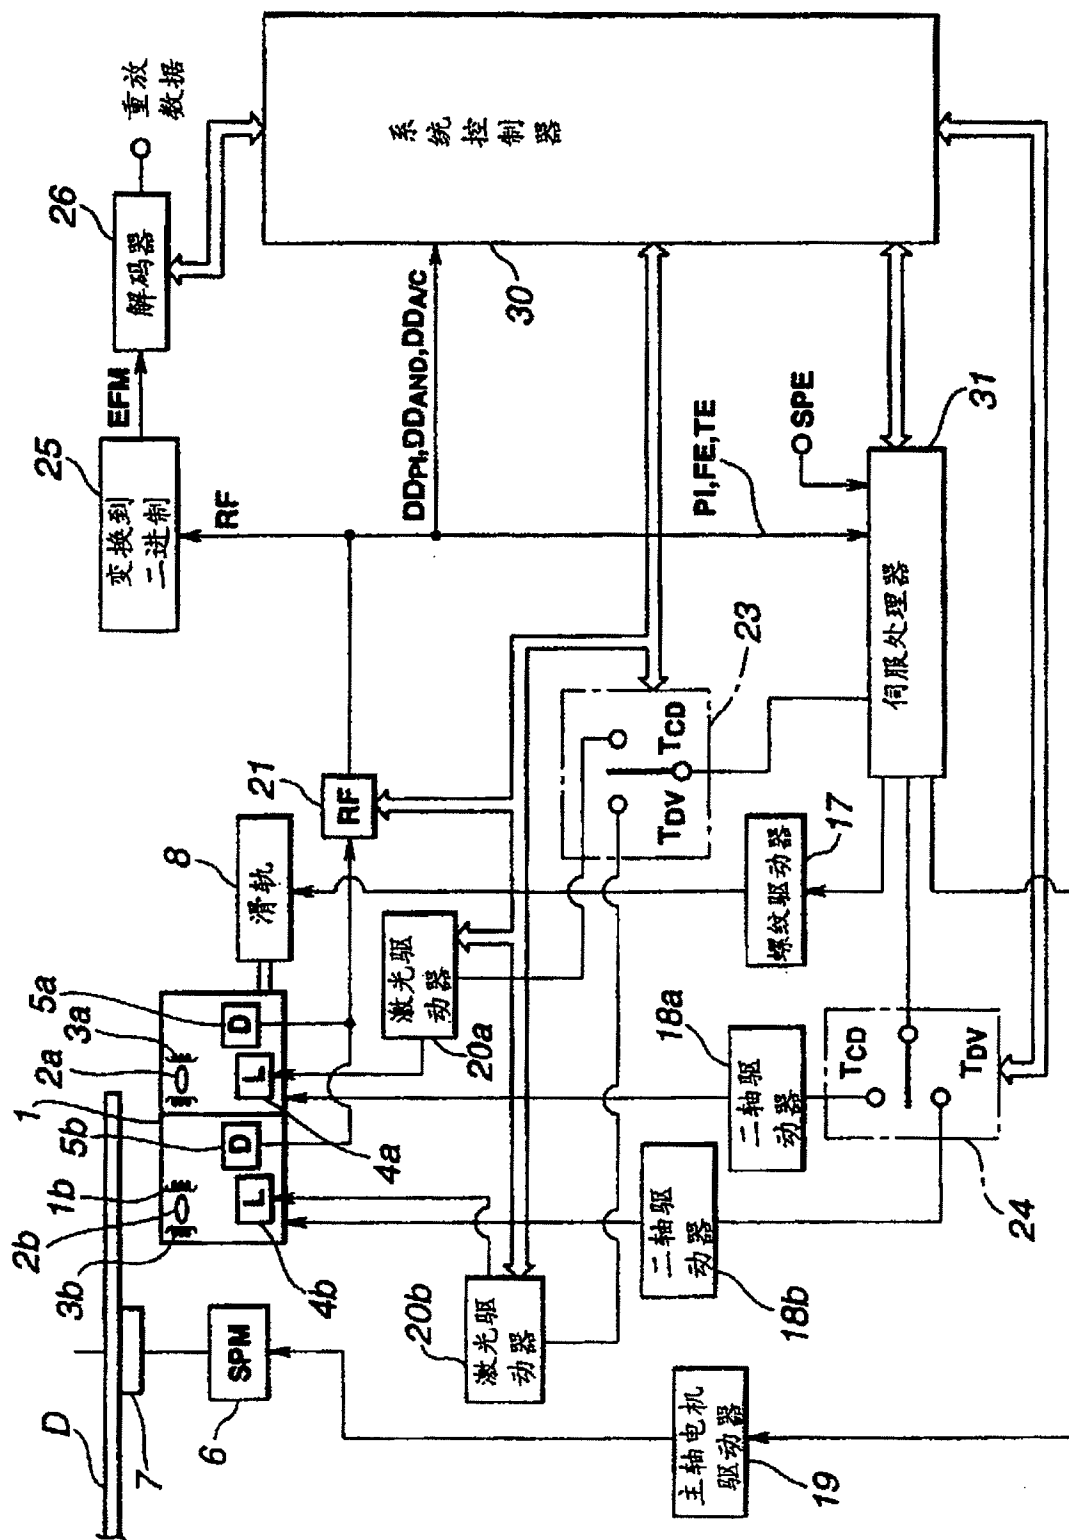 重放
数据
26
解码器
EFM
25
变换到
二进制
RF
系统控制器
30
DDPI,DDAND,DDA/C
PI,FE,TE
SPE
31
伺服处理器
21
RF
23
TCD
TDV
8
滑轨
17
螺纹驱动器
激光驱
动器
20a
18a
二轴驱
动器
TCD
TDV
24
5a
3a
2a
1
5b
1b
2b
3b
D
L
4a
D
L
4b
二轴驱
动器
18b
20b
激光驱
动器
D
7
SPM
6
主轴电机
驱动器
19